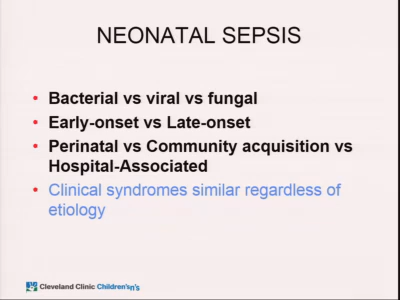 NEONATAL SEPSIS
• Bacterial vs viral vs fungal
• Early-onset vs Late-onset
• Perinatal vs Community acquisition vs
Hospital-Associated
• Clinical syndromes similar regardless of
etiology
Cleveland Clinic Children'sn's